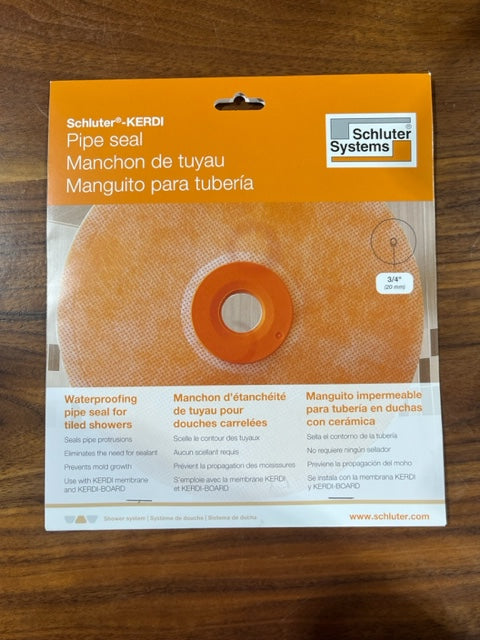 Schluter®-KERDI
Pipe seal
Manchon de tuyau
Manguito para tubería
Schluter®
Systems
3/4"
(20 mm)
Waterproofing
pipe seal for
tiled showers
Seals pipe protrusions
Eliminates the need for sealant
Prevents mold growth
Use with KERDI membrane
and KERDI-BOARD
Manchon d'étanchéité
de tuyau pour
douches carrelées
Scelle le contour des tuyaux
Aucun scellant requis
Prévient la propagation des moisissures
S'emploie avec la membrane KERDI
et KERDI-BOARD
Manguito impermeable
para tubería en duchas
con cerámica
Sella el contorno de la tubería
No requiere ningún sellador
Previene la propagación del moho
Se instala con la membrana KERDI
y KERDI-BOARD
Shower system | Système de douche | Sistema de ducha
www.schluter.com